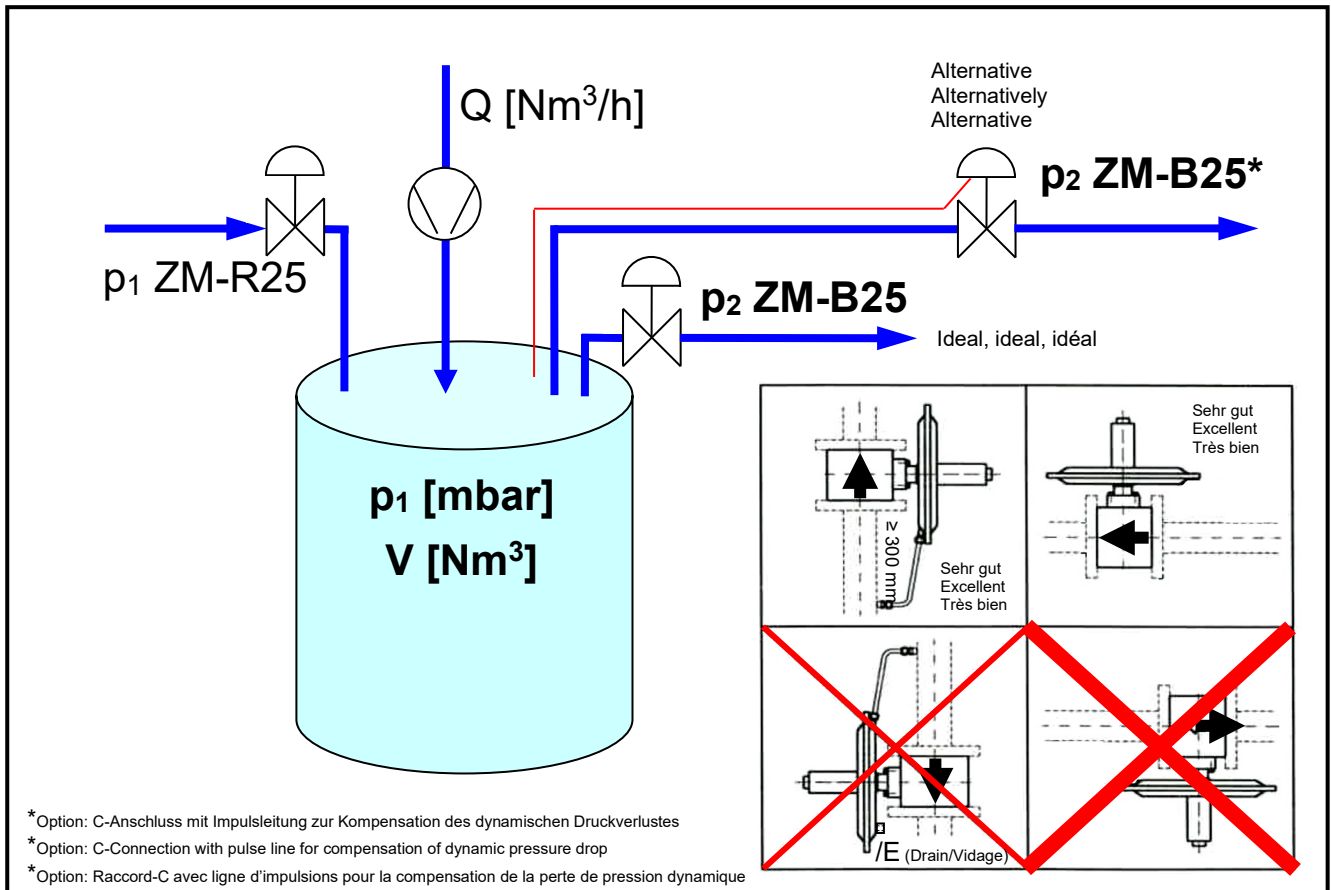 Alternative
Alternatively
Alternative
Q [Nm³/h]
p₂ ZM-B25*
p₁ ZM-R25
p₂ ZM-B25
Ideal, ideal, idéal
p₁ [mbar]
V [Nm³]
≥ 300 mm
Sehr gut
Excellent
Très bien
Sehr gut
Excellent
Très bien
/E (Drain/Vidage)
*Option: C-Anschluss mit Impulsleitung zur Kompensation des dynamischen Druckverlustes
*Option: C-Connection with pulse line for compensation of dynamic pressure drop
*Option: Raccord-C avec ligne d'impulsions pour la compensation de la perte de pression dynamique